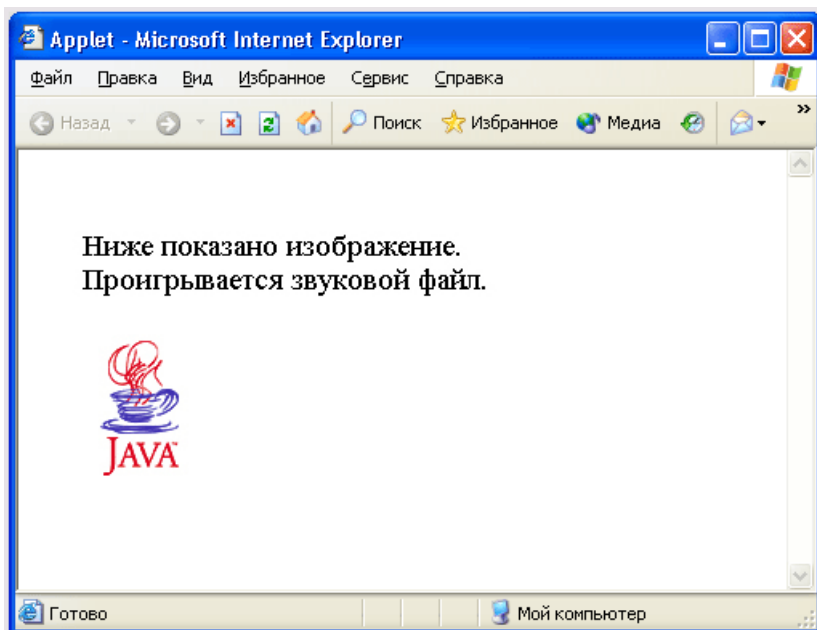 Applet - Microsoft Internet Explorer
Файл Правка Вид Избранное Сервис Справка
Назад Поиск Избранное Медиа »
Ниже показано изображение.
Проигрывается звуковой файл.
JAVA™
Готово Мой компьютер